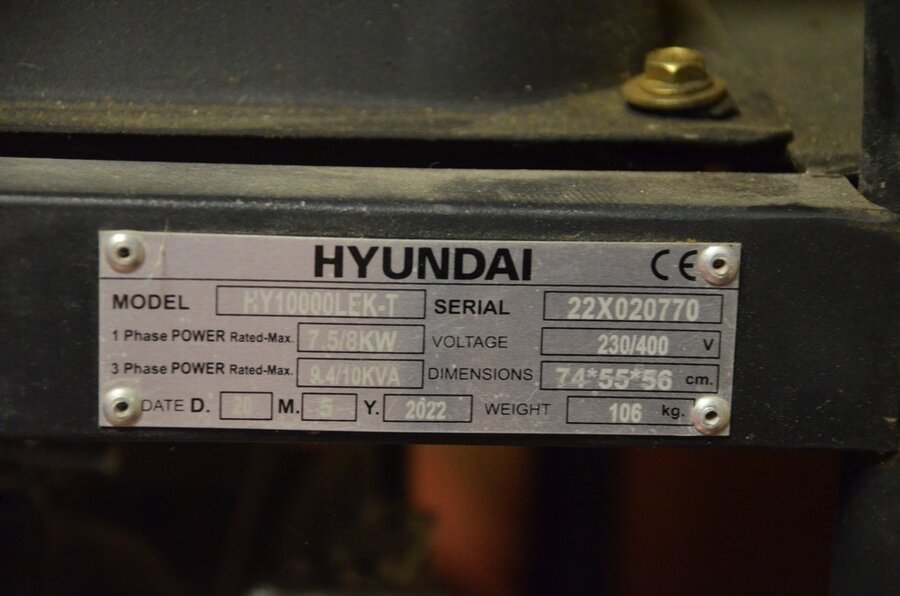 HYUNDAI CE
MODEL HY10000LEK-T SERIAL 22X020770
1 Phase POWER Rated-Max. 7.5/8KW VOLTAGE 230/400 V
3 Phase POWER Rated-Max. 9.4/10KVA DIMENSIONS 74*55*56 cm.
DATE D. 20 M. 5 Y. 2022 WEIGHT 106 kg.